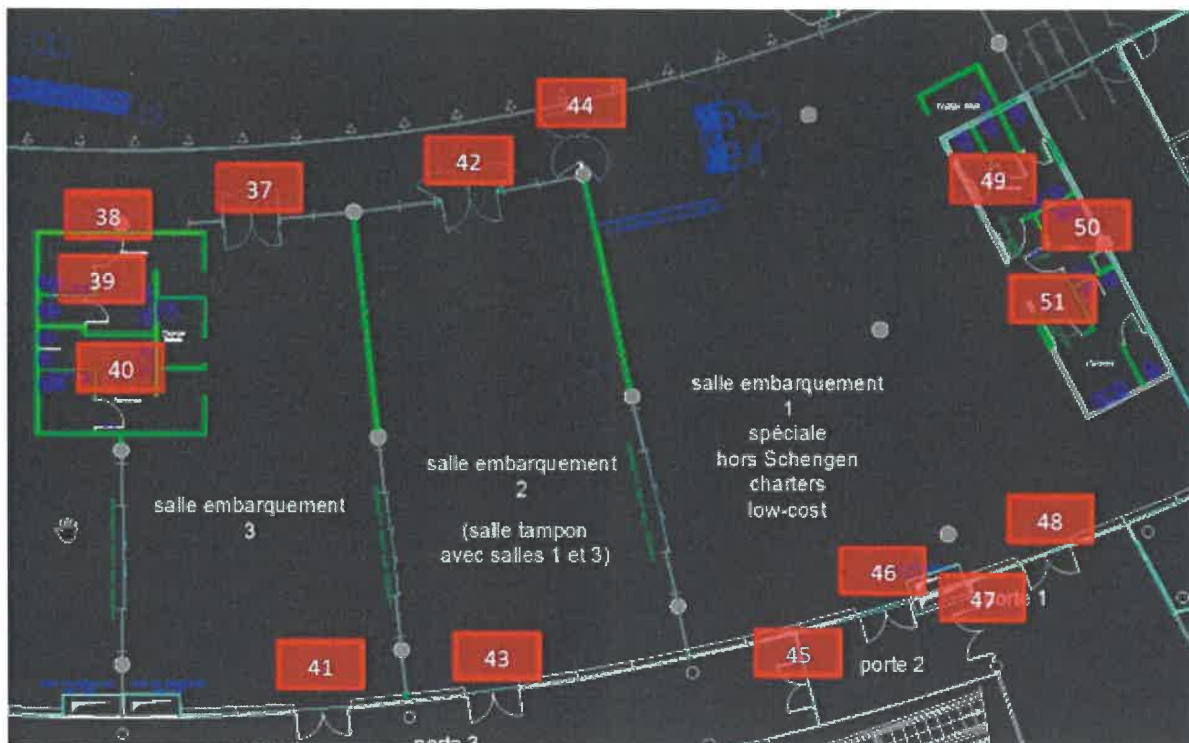 44
42
37
38
39
40
49
50
51
salle embarquement
1
spéciale
hors Schengen
charters
low-cost
salle embarquement
2
(salle tampon
avec salles 1 et 3)
salle embarquement
3
48
46
47
porte 1
45
porte 2
43
41
porte 3